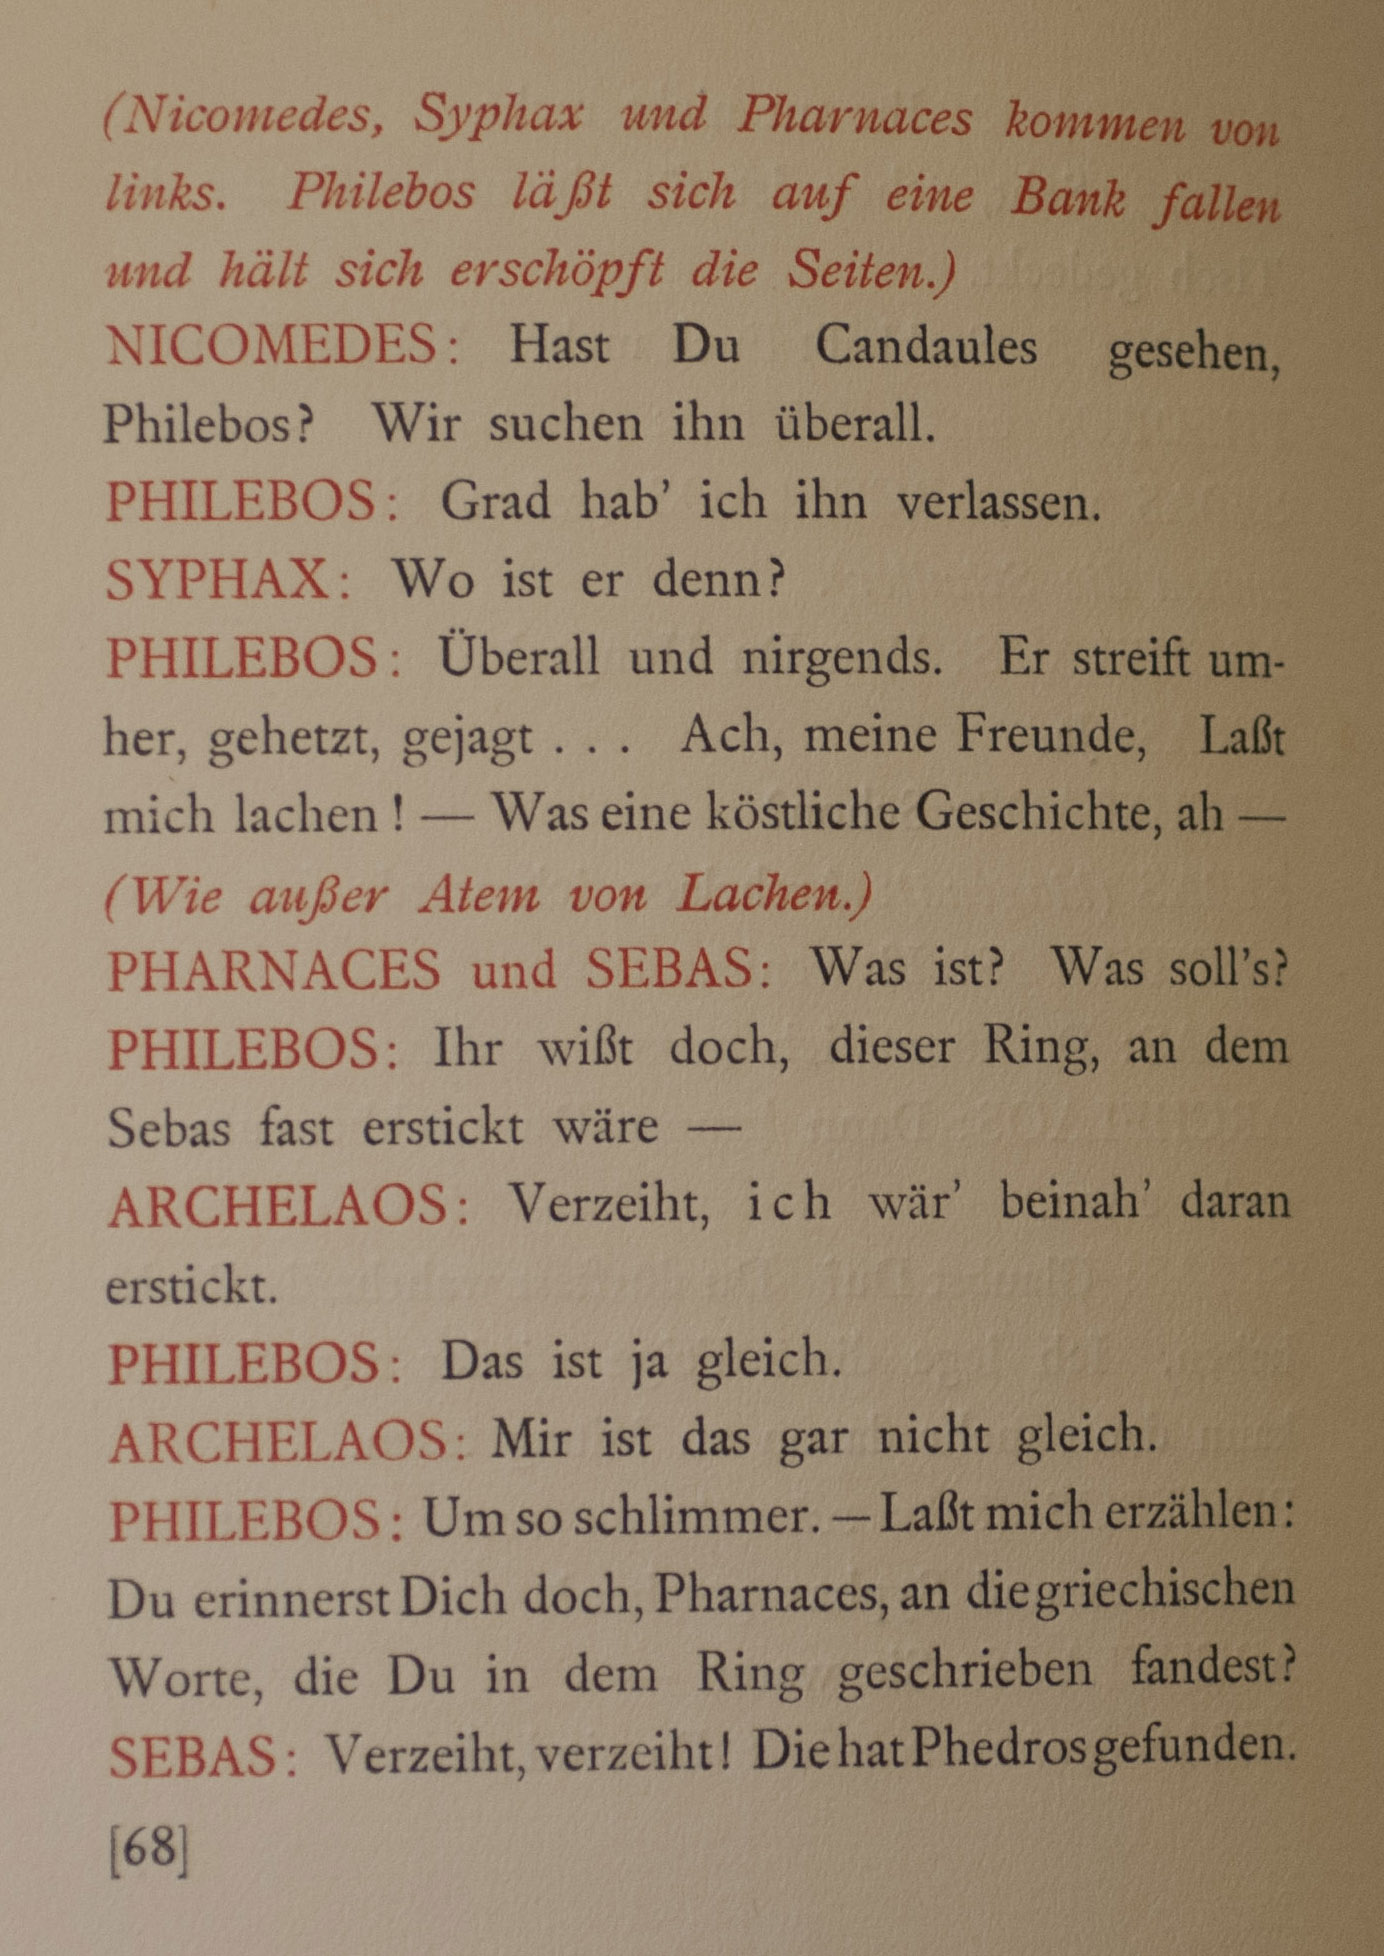 (Nicomedes, Syphax und Pharnaces kommen von
links. Philebos läßt sich auf eine Bank fallen
und hält sich erschöpft die Seiten.)
NICOMEDES: Hast Du Candaules gesehen,
Philebos? Wir suchen ihn überall.
PHILEBOS: Grad hab’ ich ihn verlassen.
SYPHAX: Wo ist er denn?
PHILEBOS: Überall und nirgends. Er streift um-
her, gehetzt, gejagt . . . Ach, meine Freunde, Laßt
mich lachen! — Was eine köstliche Geschichte, ah —
(Wie außer Atem von Lachen.)
PHARNACES und SEBAS: Was ist? Was soll’s?
PHILEBOS: Ihr wißt doch, dieser Ring, an dem
Sebas fast erstickt wäre —
ARCHELAOS: Verzeiht, ich wär’ beinah’ daran
erstickt.
PHILEBOS: Das ist ja gleich.
ARCHELAOS: Mir ist das gar nicht gleich.
PHILEBOS: Um so schlimmer. — Laßt mich erzählen:
Du erinnerst Dich doch, Pharnaces, an die griechischen
Worte, die Du in dem Ring geschrieben fandest?
SEBAS: Verzeiht, verzeiht! Die hat Phedros gefunden.
[68]